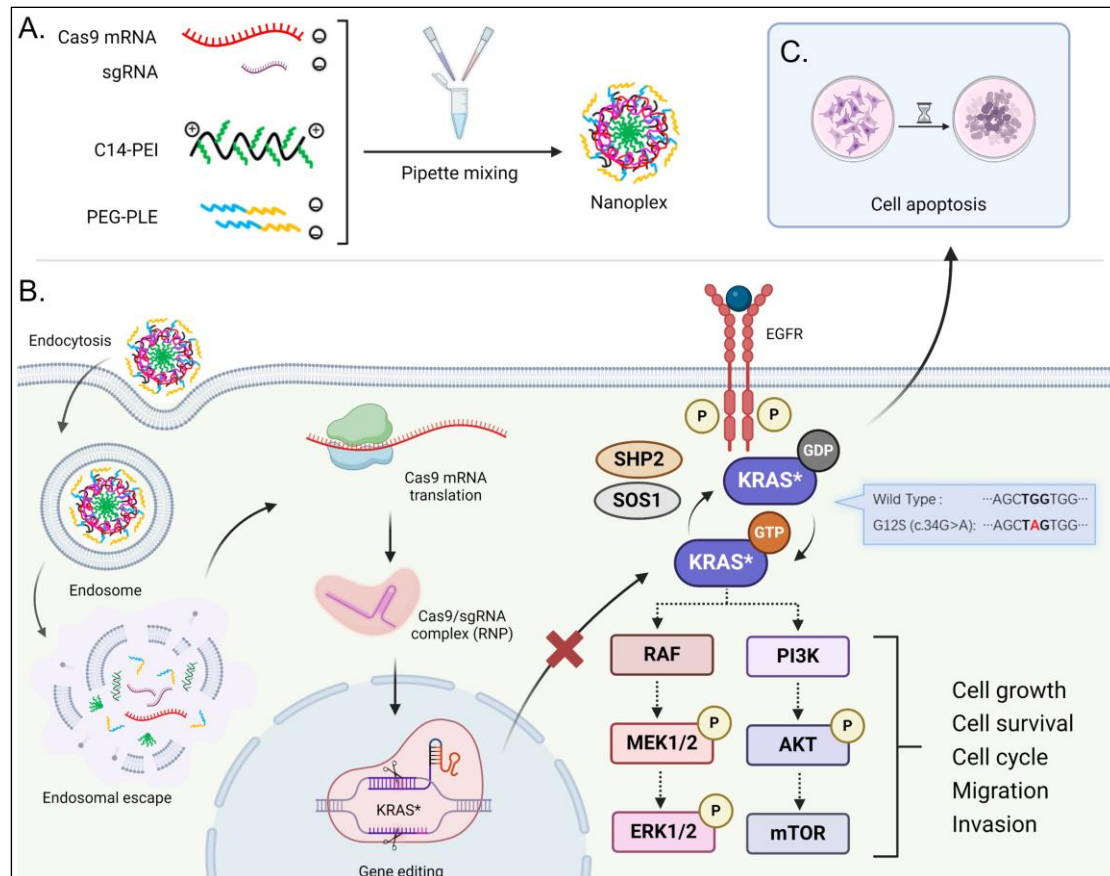 A.
Cas9 mRNA
sgRNA
C14-PEI
PEG-PLE
Pipette mixing
Nanoplex
C.
Cell apoptosis
B.
Endocytosis
Endosome
Endosomal escape
Cas9 mRNA
translation
Cas9/sgRNA
complex (RNP)
KRAS*
Gene editing
EGFR
P
P
SHP2
SOS1
GDP
KRAS*
GTP
KRAS*
Wild Type : ···AGCTGGTGG···
G12S (c.34G>A): ···AGCTAGTGG···
RAF
PI3K
MEK1/2
P
AKT
P
ERK1/2
P
mTOR
Cell growth
Cell survival
Cell cycle
Migration
Invasion